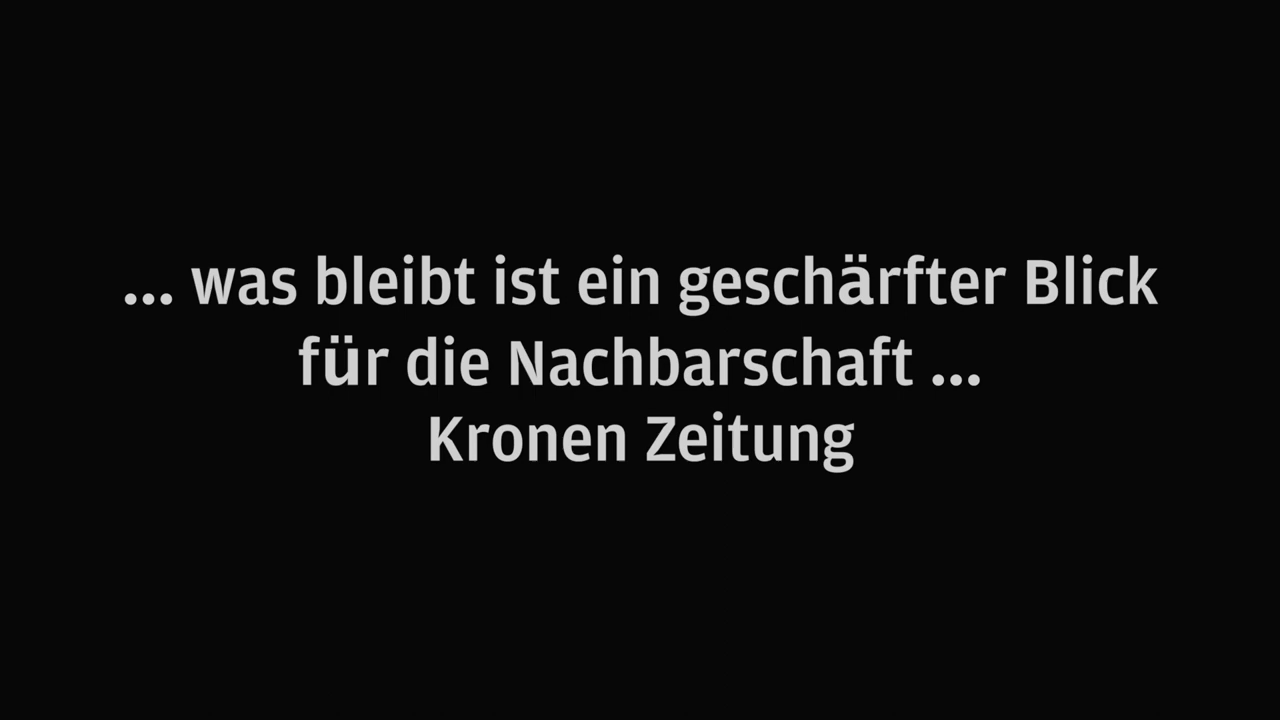 ... was bleibt ist ein geschärfter Blick
für die Nachbarschaft ...
Kronen Zeitung